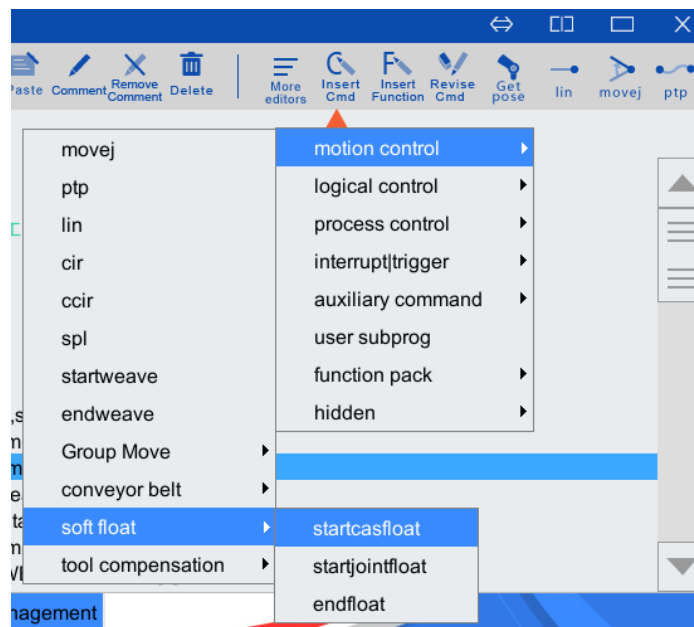 Paste Comment Remove Comment Delete More editors Insert Cmd Insert Function Revise Cmd Get pose lin movej ptp
movej
ptp
lin
cir
ccir
spl
startweave
endweave
Group Move
conveyor belt
soft float
tool compensation
motion control
logical control
process control
interrupt|trigger
auxiliary command
user subprog
function pack
hidden
startcasfloat
startjointfloat
endfloat
nagement